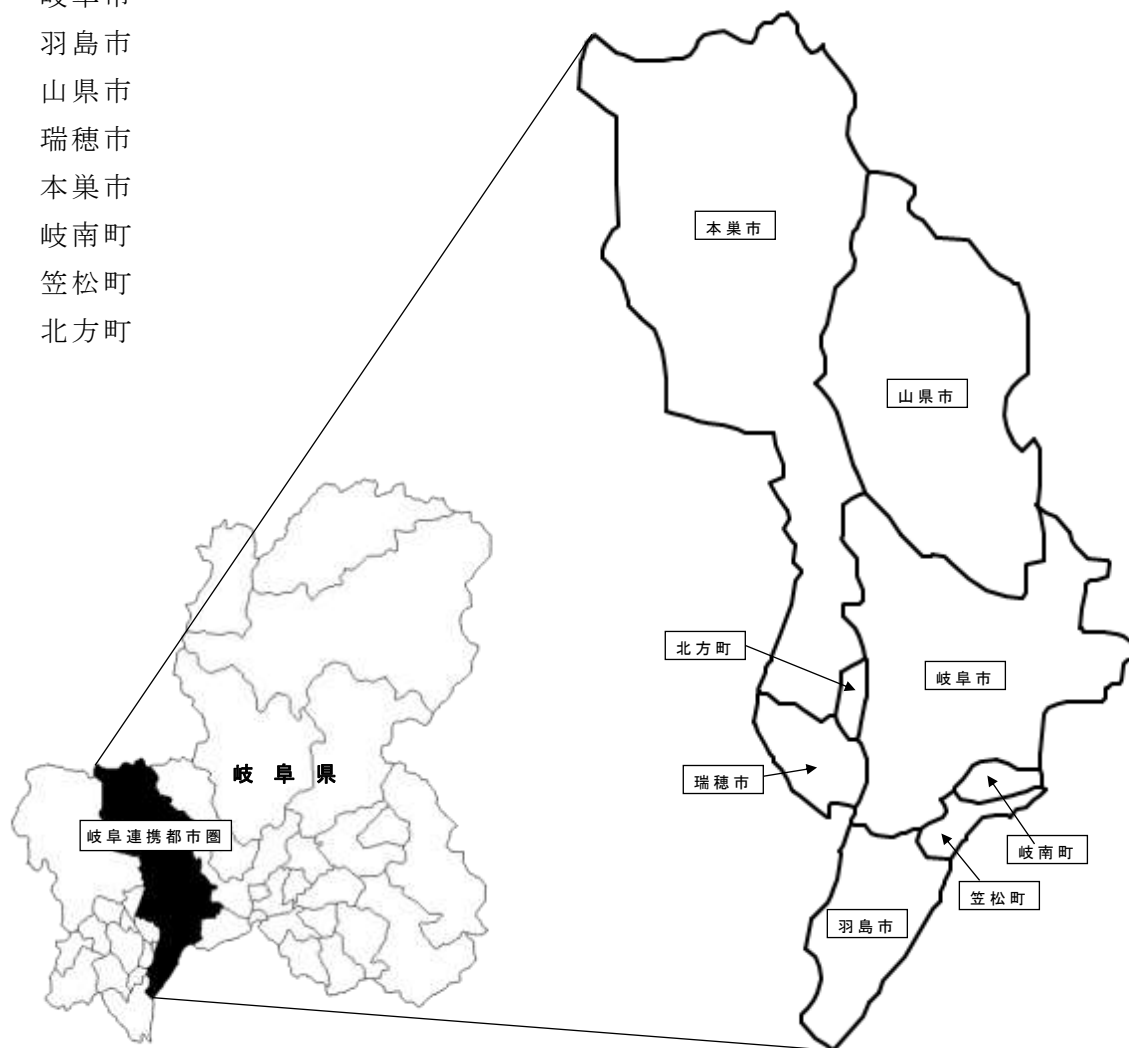 岐阜市
羽島市
山県市
瑞穂市
本巣市
岐南町
笠松町
北方町
本巣市
山県市
北方町
岐阜市
瑞穂市
岐阜県
岐阜連携都市圏
岐南町
笠松町
羽島市